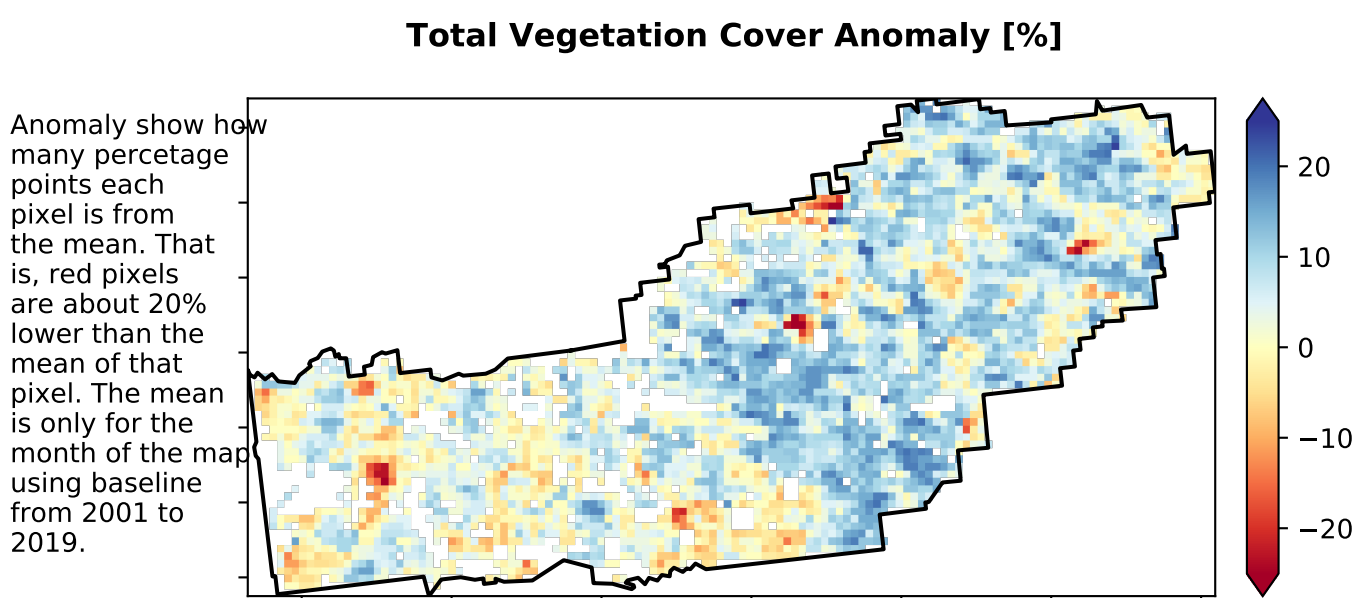 Total Vegetation Cover Anomaly [%]
Anomaly show how
many percetage
points each
pixel is from
the mean. That
is, red pixels
are about 20%
lower than the
mean of that
pixel. The mean
is only for the
month of the map
using baseline
from 2001 to
2019.
20
10
0
−10
−20